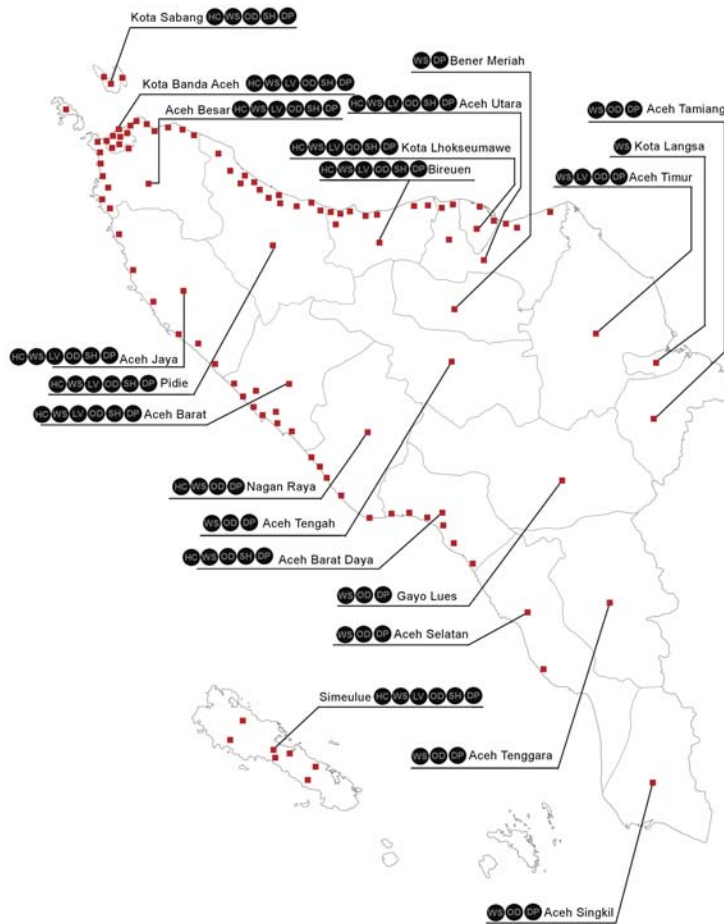 Kota Sabang HC WS OD SH DP
WS DP Bener Meriah
Kota Banda Aceh HC WS LV OD SH DP
HC WS LV OD SH DP Aceh Utara
Aceh Besar HC WS LV OD SH DP
WS OD DP Aceh Tamiang
HC WS LV OD SH DP Kota Lhokseumawe
WS Kota Langsa
HC WS LV OD SH DP Bireuen
WS LV OD DP Aceh Timur
HC WS LV OD SH DP Aceh Jaya
HC WS LV OD SH DP Pidie
HC WS LV OD SH DP Aceh Barat
HC WS OD DP Nagan Raya
WS OD DP Aceh Tengah
HC WS OD SH DP Aceh Barat Daya
WS OD DP Gayo Lues
WS OD DP Aceh Selatan
Simeulue HC WS LV OD SH DP
WS OD DP Aceh Tenggara
WS OD DP Aceh Singkil